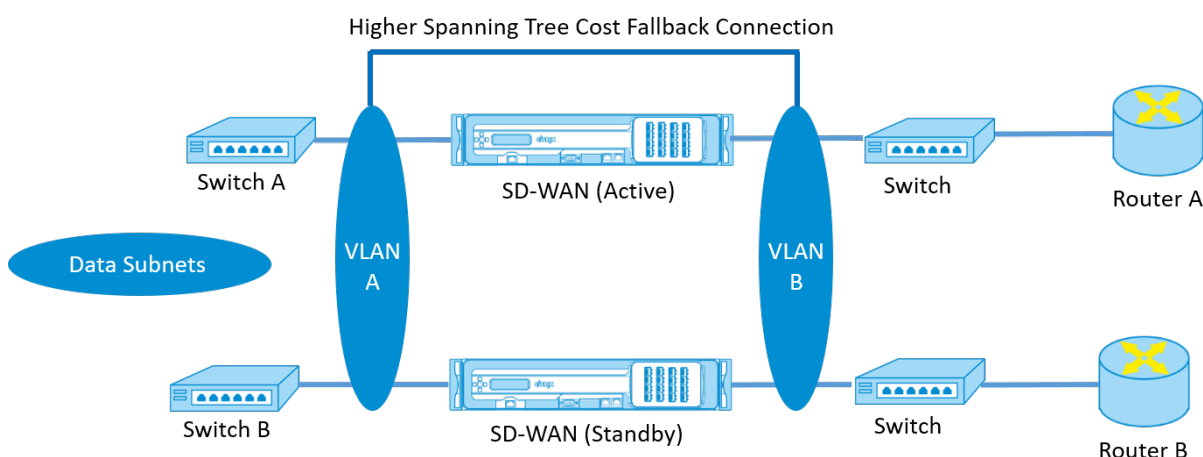 Higher Spanning Tree Cost Fallback Connection
Switch A
SD-WAN (Active)
Switch
Router A
Data Subnets
VLAN
A
VLAN
B
Switch B
SD-WAN (Standby)
Switch
Router B